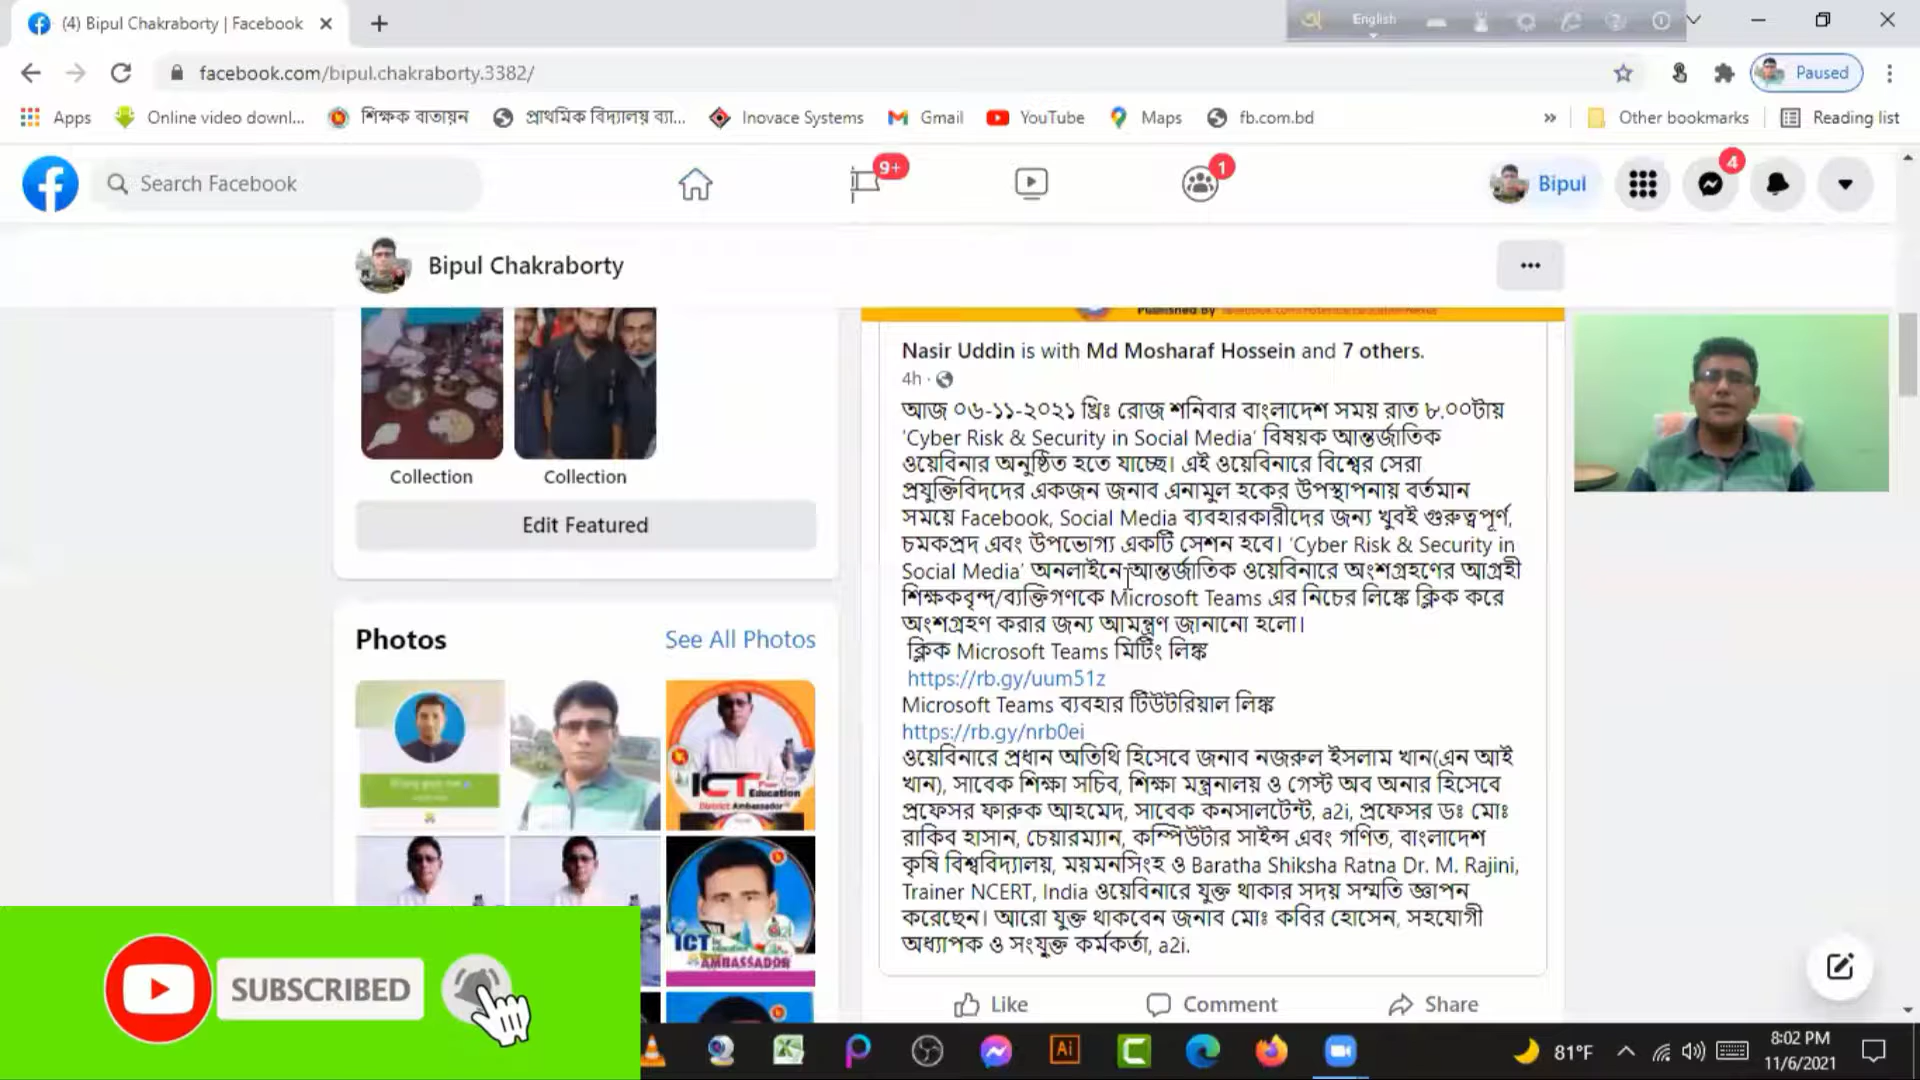 (4) Bipul Chakraborty | Facebook
English
facebook.com/bipul.chakraborty.3382/
Paused
Apps
Online video downl...
শিক্ষক বাতায়ন
প্রাথমিক বিদ্যালয় ব্যা...
Inovace Systems
Gmail
YouTube
Maps
fb.com.bd
Other bookmarks
Reading list
Search Facebook
9+
1
Bipul
4
Bipul Chakraborty
Published By
Nasir Uddin is with Md Mosharaf Hossein and 7 others.
4h
আজ ০৬-১১-২০২১ খ্রিঃ রোজ শনিবার বাংলাদেশ সময় রাত ৮.০০টায়
'Cyber Risk & Security in Social Media' বিষয়ক আন্তর্জাতিক
ওয়েবিনার অনুষ্ঠিত হতে যাচ্ছে। এই ওয়েবিনারে বিশ্বের সেরা
প্রযুক্তিবিদদের একজন জনাব এনামুল হকের উপস্থাপনায় বর্তমান
সময়ে Facebook, Social Media ব্যবহারকারীদের জন্য খুবই গুরুত্বপূর্ণ,
চমকপ্রদ এবং উপভোগ্য একটি সেশন হবে। 'Cyber Risk & Security in
Social Media' অনলাইনে আন্তর্জাতিক ওয়েবিনারে অংশগ্রহণের আগ্রহী
শিক্ষকবৃন্দ/ব্যক্তিগণকে Microsoft Teams এর নিচের লিঙ্কে ক্লিক করে
অংশগ্রহণ করার জন্য আমন্ত্রণ জানানো হলো।
ক্লিক Microsoft Teams মিটিং লিঙ্ক
https://rb.gy/uum51z
Microsoft Teams ব্যবহার টিউটরিয়াল লিঙ্ক
https://rb.gy/nrb0ei
ওয়েবিনারে প্রধান অতিথি হিসেবে জনাব নজরুল ইসলাম খান(এন আই
খান), সাবেক শিক্ষা সচিব, শিক্ষা মন্ত্রনালয় ও গেস্ট অব অনার হিসেবে
প্রফেসর ফারুক আহমেদ, সাবেক কনসালটেন্ট, a2i, প্রফেসর ডঃ মোঃ
রাকিব হাসান, চেয়ারম্যান, কম্পিউটার সাইন্স এবং গণিত, বাংলাদেশ
কৃষি বিশ্ববিদ্যালয়, ময়মনসিংহ ও Baratha Shiksha Ratna Dr. M. Rajini,
Trainer NCERT, India ওয়েবিনারে যুক্ত থাকার সদয় সম্মতি জ্ঞাপন
করেছেন। আরো যুক্ত থাকবেন জনাব মোঃ কবির হোসেন, সহযোগী
অধ্যাপক ও সংযুক্ত কর্মকর্তা, a2i.
Like
Comment
Share
Collection
Collection
Edit Featured
Photos
See All Photos
ICT
Education
District Ambassador
ICT
AMBASSADOR
SUBSCRIBED
Ai
81°F
8:02 PM
11/6/2021